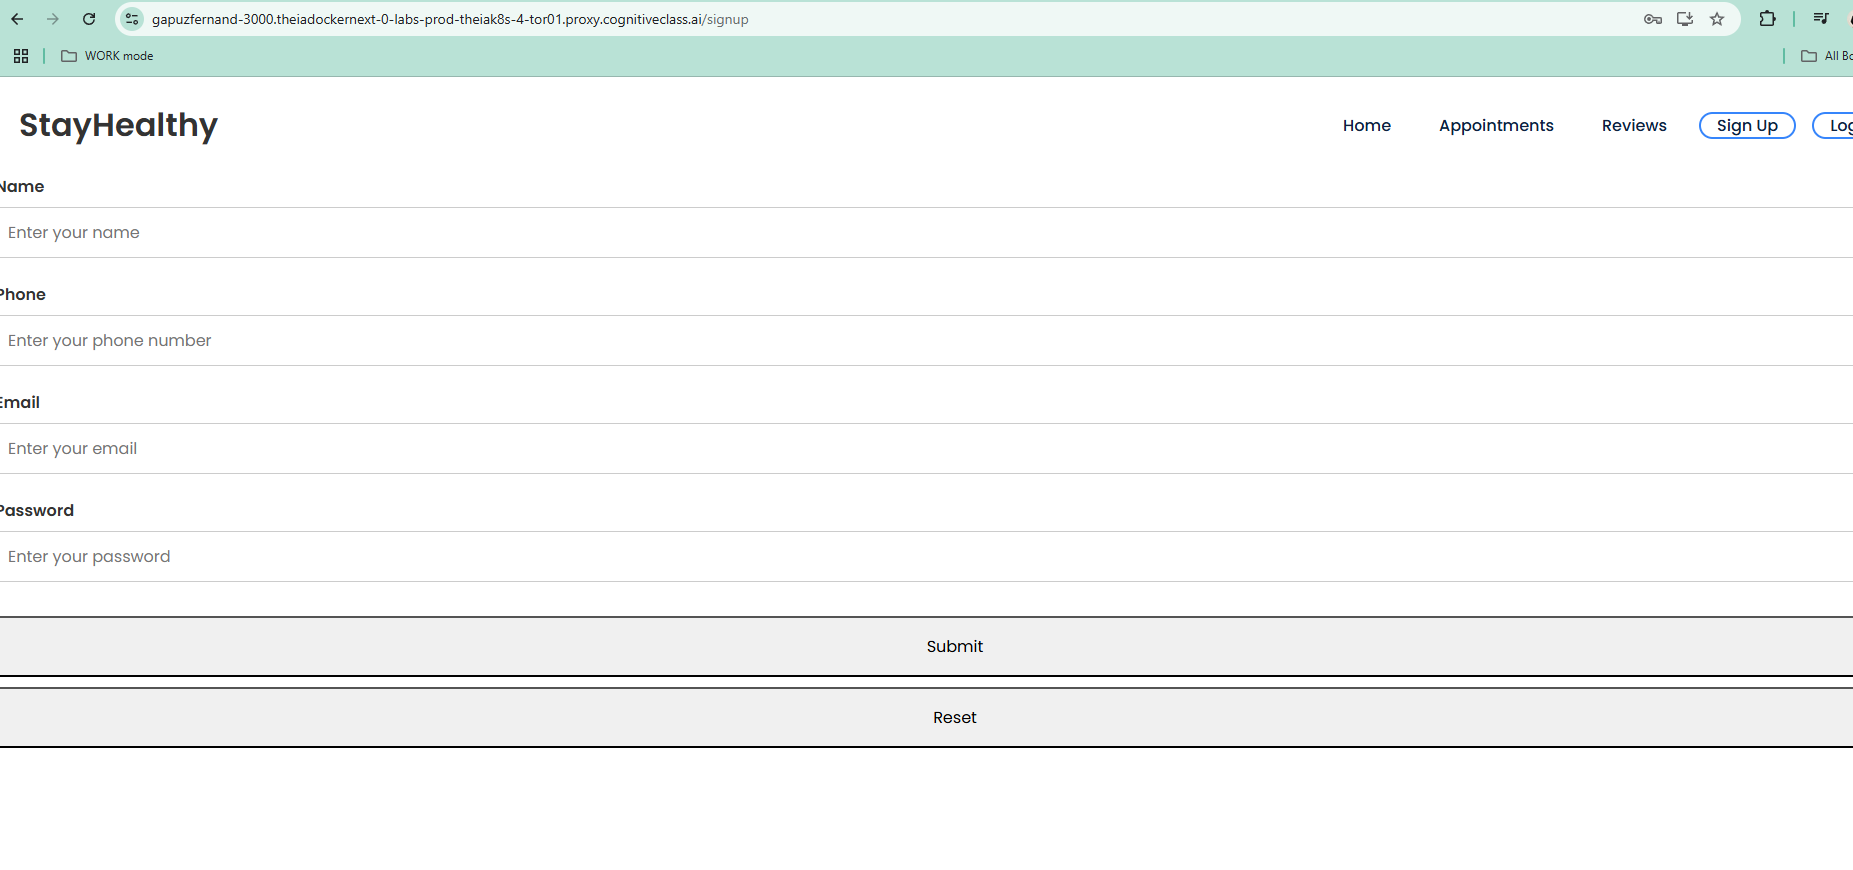 gapuzfernand-3000.theiadockernext-0-labs-prod-theiak8s-4-tor01.proxy.cognitiveclass.ai/signup
WORK mode
All Bo
StayHealthy
Home Appointments Reviews Sign Up Log
Name
Enter your name
Phone
Enter your phone number
Email
Enter your email
Password
Enter your password
Submit
Reset